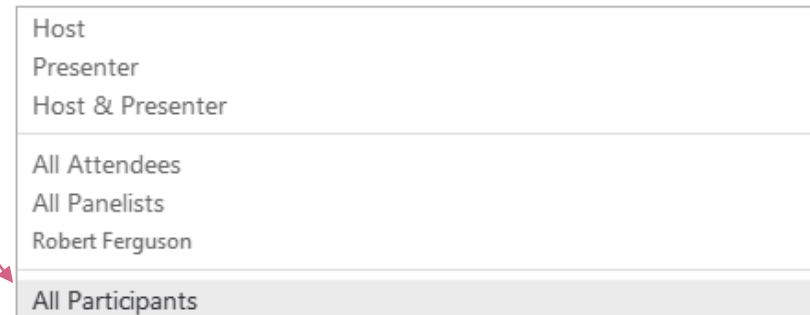 Host
Presenter
Host & Presenter
All Attendees
All Panelists
Robert Ferguson
All Participants